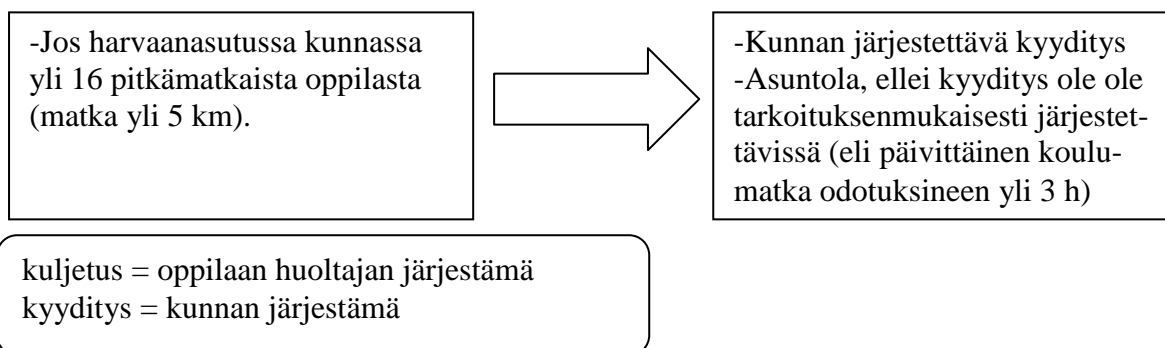 -Jos harvaanasutussa kunnassa
yli 16 pitkämatkaista oppilasta
(matka yli 5 km).
-Kunnan järjestettävä kyyditys
-Asuntola, ellei kyyditys ole ole
tarkoituksenmukaisesti järjestet-
tävissä (eli päivittäinen koulu-
matka odotuksineen yli 3 h)
kuljetus = oppilaan huoltajan järjestämä
kyyditys = kunnan järjestämä